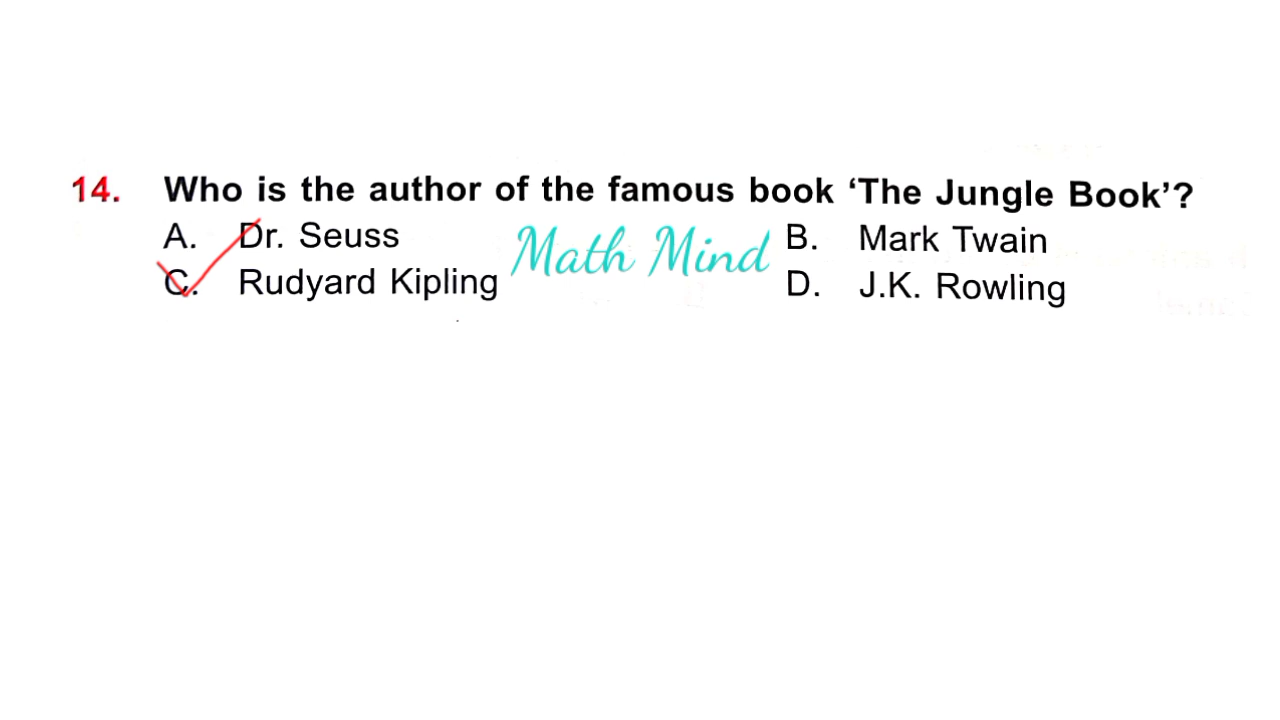 14. Who is the author of the famous book ‘The Jungle Book’?
A. Dr. Seuss B. Mark Twain
Math Mind
C. Rudyard Kipling D. J.K. Rowling